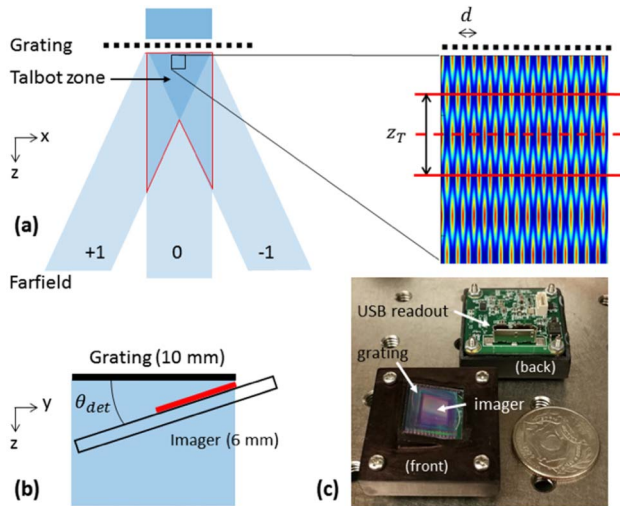 Grating
Talbot zone
x
z
(a)
+1
0
-1
Farfield
d
z_T
Grating (10 mm)
θ_det
y
z
Imager (6 mm)
(b)
USB readout
grating
(back)
imager
(front)
(c)